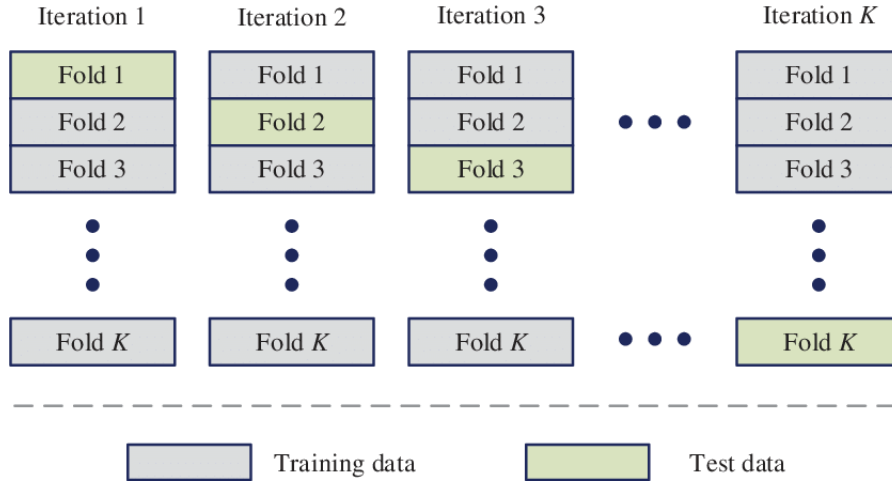 Iteration 1 Iteration 2 Iteration 3 Iteration K
Fold 1 Fold 1 Fold 1 Fold 1
Fold 2 Fold 2 Fold 2 Fold 2
Fold 3 Fold 3 Fold 3 Fold 3
Fold K Fold K Fold K Fold K
Training data Test data